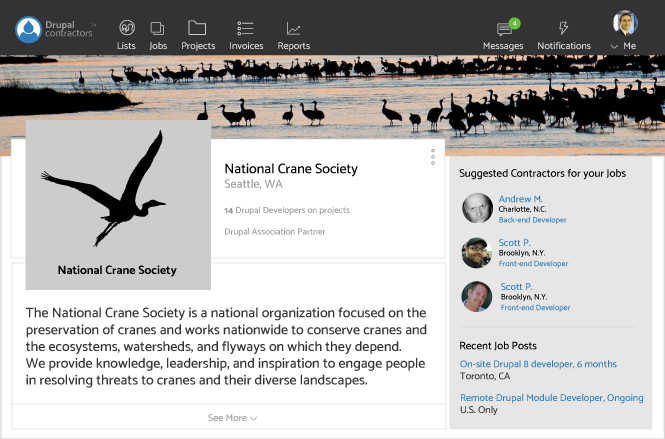 Drupal
contractors
Lists
Jobs
Projects
Invoices
Reports
4
Messages
Notifications
Me
National Crane Society
National Crane Society
Seattle, WA
14 Drupal Developers on projects
Drupal Association Partner
The National Crane Society is a national organization focused on the
preservation of cranes and works nationwide to conserve cranes and
the ecosystems, watersheds, and flyways on which they depend.
We provide knowledge, leadership, and inspiration to engage people
in resolving threats to cranes and their diverse landscapes.
See More
Suggested Contractors for your Jobs
Andrew M.
Charlotte, N.C.
Back-end Developer
Scott P.
Brooklyn, N.Y.
Front-end Developer
Scott P.
Brooklyn, N.Y.
Front-end Developer
Recent Job Posts
On-site Drupal 8 developer, 6 months
Toronto, CA
Remote Drupal Module Developer, Ongoing
U.S. Only